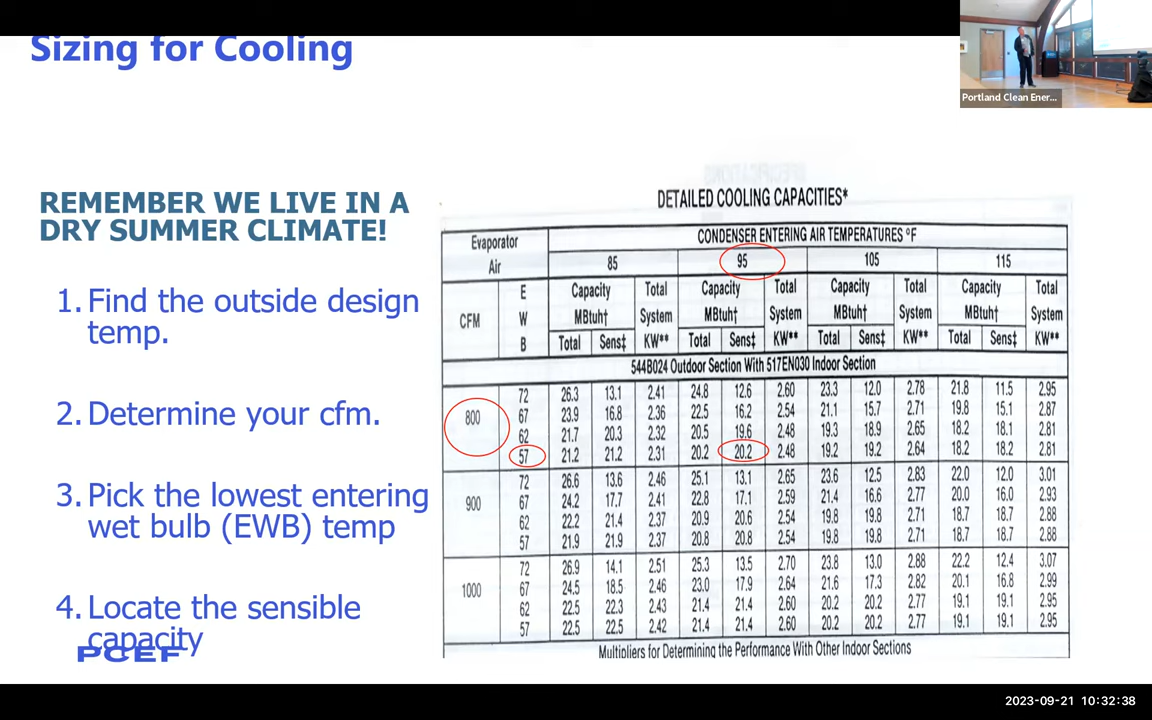 Sizing for Cooling
Portland Clean Ener...
REMEMBER WE LIVE IN A
DRY SUMMER CLIMATE!
1. Find the outside design
temp.
2. Determine your cfm.
3. Pick the lowest entering
wet bulb (EWB) temp
4. Locate the sensible
capacity
PCEF
DETAILED COOLING CAPACITIES*
Evaporator Air CONDENSER ENTERING AIR TEMPERATURES °F
85 95 105 115
CFM E W B Capacity MBtuh† Total System KW** Capacity MBtuh† Total System KW** Capacity MBtuh† Total System KW** Capacity MBtuh† Total System KW**
Total Sens‡ Total Sens‡ Total Sens‡ Total Sens‡
544B024 Outdoor Section With 517EN030 Indoor Section
800
72 26.3 13.1 2.41 24.8 12.6 2.60 23.3 12.0 2.78 21.8 11.5 2.95
67 23.9 16.8 2.36 22.5 16.2 2.54 21.1 15.7 2.71 19.8 15.1 2.87
62 21.7 20.3 2.32 20.5 19.6 2.48 19.3 18.9 2.65 18.2 18.1 2.81
57 21.2 21.2 2.31 20.2 20.2 2.48 19.2 19.2 2.64 18.2 18.2 2.81
900
72 26.6 13.6 2.46 25.1 13.1 2.65 23.6 12.5 2.83 22.0 12.0 3.01
67 24.2 17.7 2.41 22.8 17.1 2.59 21.4 16.6 2.77 20.0 16.0 2.93
62 22.2 21.4 2.37 20.9 20.6 2.54 19.8 19.8 2.71 18.7 18.7 2.88
57 21.9 21.9 2.37 20.8 20.8 2.54 19.8 19.8 2.71 18.7 18.7 2.88
1000
72 26.9 14.1 2.51 25.3 13.5 2.70 23.8 13.0 2.88 22.2 12.4 3.07
67 24.5 18.5 2.46 23.0 17.9 2.64 21.6 17.3 2.82 20.1 16.8 2.99
62 22.5 22.3 2.43 21.4 21.4 2.60 20.2 20.2 2.77 19.1 19.1 2.95
57 22.5 22.5 2.42 21.4 21.4 2.60 20.2 20.2 2.77 19.1 19.1 2.95
Multipliers for Determining the Performance With Other Indoor Sections
2023-09-21 10:32:38